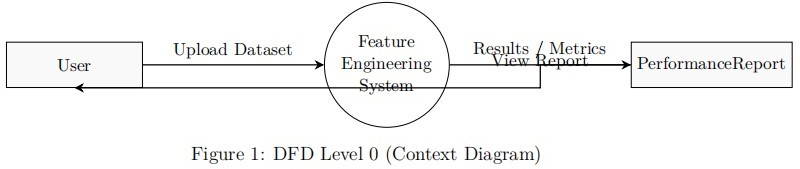 User
Upload Dataset
Feature
Engineering
System
Results / Metrics
View Report
PerformanceReport
Figure 1: DFD Level 0 (Context Diagram)